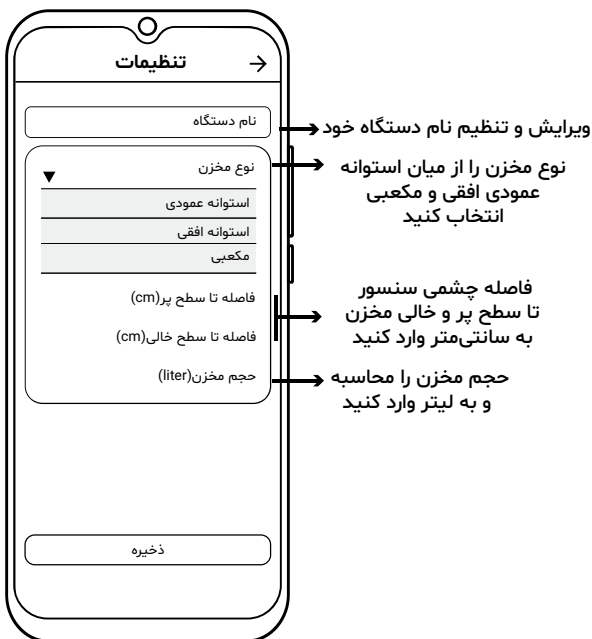 تنظیمات
نام دستگاه
ویرایش و تنظیم نام دستگاه خود
نوع مخزن
استوانه عمودی
استوانه افقی
مکعبی
نوع مخزن را از میان استوانه
عمودی افقی و مکعبی
انتخاب کنید
فاصله تا سطح پر(cm)
فاصله تا سطح خالی(cm)
فاصله چشمی سنسور
تا سطح پر و خالی مخزن
به سانتی‌متر وارد کنید
حجم مخزن(liter)
حجم مخزن را محاسبه
و به لیتر وارد کنید
ذخیره